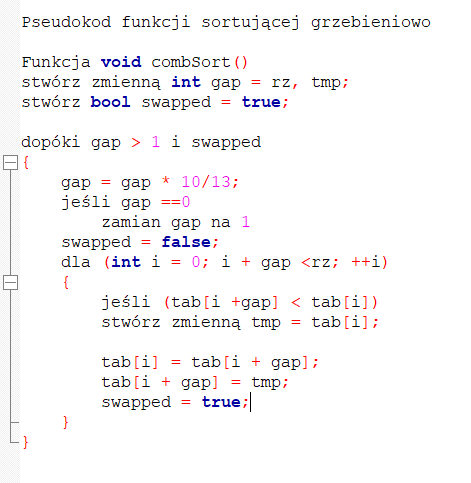 Pseudokod funkcji sortującej grzebieniowo
Funkcja void combSort()
stwórz zmienną int gap = rz, tmp;
stwórz bool swapped = true;
dopóki gap > 1 i swapped
{
gap = gap * 10/13;
jeśli gap ==0
zamian gap na 1
swapped = false;
dla (int i = 0; i + gap <rz; ++i)
{
jeśli (tab[i +gap] < tab[i])
stwórz zmienną tmp = tab[i];
tab[i] = tab[i + gap];
tab[i + gap] = tmp;
swapped = true;
}
}